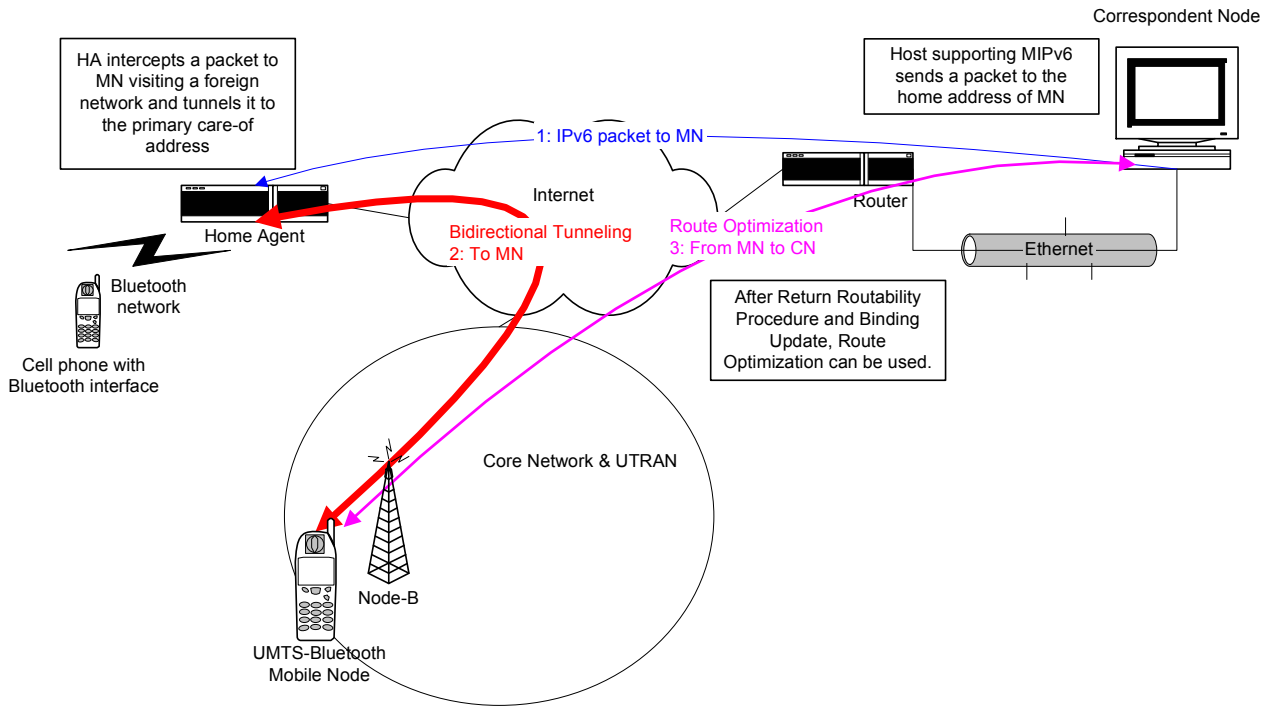 Correspondent Node
HA intercepts a packet to
MN visiting a foreign
network and tunnels it to
the primary care-of
address
Host supporting MIPv6
sends a packet to the
home address of MN
1: IPv6 packet to MN
Internet
Router
Home Agent
Bidirectional Tunneling
2: To MN
Route Optimization
3: From MN to CN
Ethernet
Bluetooth
network
After Return Routability
Procedure and Binding
Update, Route
Optimization can be used.
Cell phone with
Bluetooth interface
Core Network & UTRAN
Node-B
UMTS-Bluetooth
Mobile Node